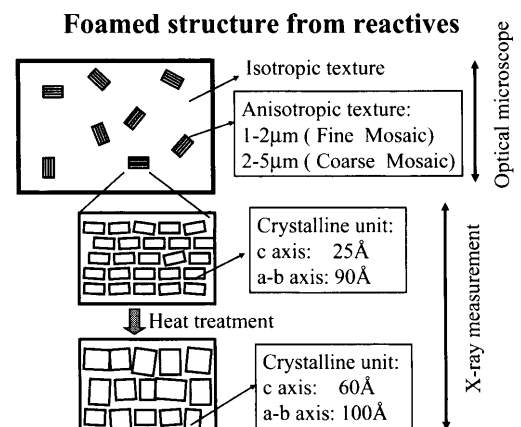 Foamed structure from reactives
Isotropic texture
Anisotropic texture:
1-2μm ( Fine Mosaic)
2-5μm ( Coarse Mosaic)
Optical microscope
Crystalline unit:
c axis: 25Å
a-b axis: 90Å
Heat treatment
X-ray measurement
Crystalline unit:
c axis: 60Å
a-b axis: 100Å